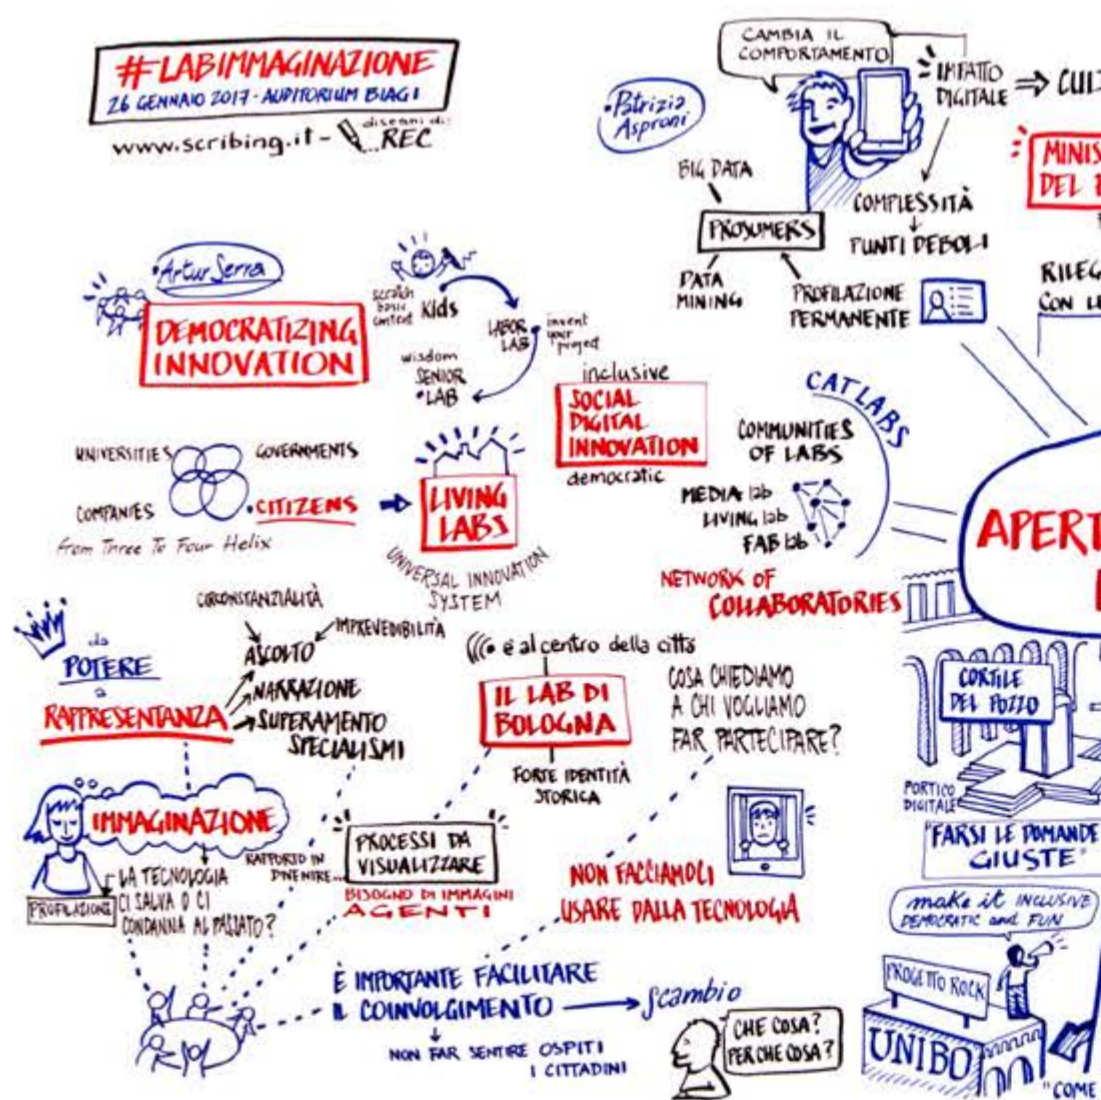 #LABIMMAGINAZIONE
26 GENNAIO 2017 - AUDITORIUM BIAGI
www.scribing.it - disegni di: REC
CAMBIA IL
COMPORTAMENTO
Patrizia
Asproni
IMPATTO
DIGITALE ⇒
BIG DATA
PROSUMERS
DATA
MINING
PROFILAZIONE
PERMANENTE
COMPLESSITÀ
PUNTI DEBOLI
DEL
CON
Artur Serra
DEMOCRATIZING
INNOVATION
scratch
basic
content
Kids
LABOR
LAB
invent
your
project
wisdom
SENIOR
LAB
inclusive
SOCIAL
DIGITAL
INNOVATION
democratic
UNIVERSITIES
GOVERNMENTS
COMPANIES
CITIZENS
from Three To Four Helix
LIVING
LABS
UNIVERSAL INNOVATION
SYSTEM
CATLABS
COMMUNITIES
OF LABS
MEDIA lab
LIVING lab
FAB lab
NETWORK OF
COLLABORATORIES
APERT
da
POTERE
a
RAPPRESENTANZA
CIRCONSTANZIALITÀ
IMPREVEDIBILITÀ
ASCOLTO
NARRAZIONE
SUPERAMENTO
SPECIALISMI
è al centro della città
IL LAB DI
BOLOGNA
FORTE IDENTITÀ
STORICA
COSA CHIEDIAMO
A CHI VOGLIAMO
FAR PARTECIPARE?
CORTILE
DEL POZZO
PORTICO
DIGITALE
"FARSI LE DOMANDE
GIUSTE"
IMMAGINAZIONE
PROFILAZIONE
LA TECNOLOGIA
CI SALVA O CI
CONDANNA AL PASSATO?
RAPPORTO IN
DIVENIRE...
PROCESSI DA
VISUALIZZARE
BISOGNO DI IMMAGINI
AGENTI
NON FACCIAMOCI
USARE DALLA TECNOLOGIA
make it INCLUSIVE
DEMOCRATIC and FUN
PROGETTO ROCK
UNIBO
"COME
È IMPORTANTE FACILITARE
IL COINVOLGIMENTO
scambio
NON FAR SENTIRE OSPITI
I CITTADINI
CHE COSA?
PER CHE COSA?